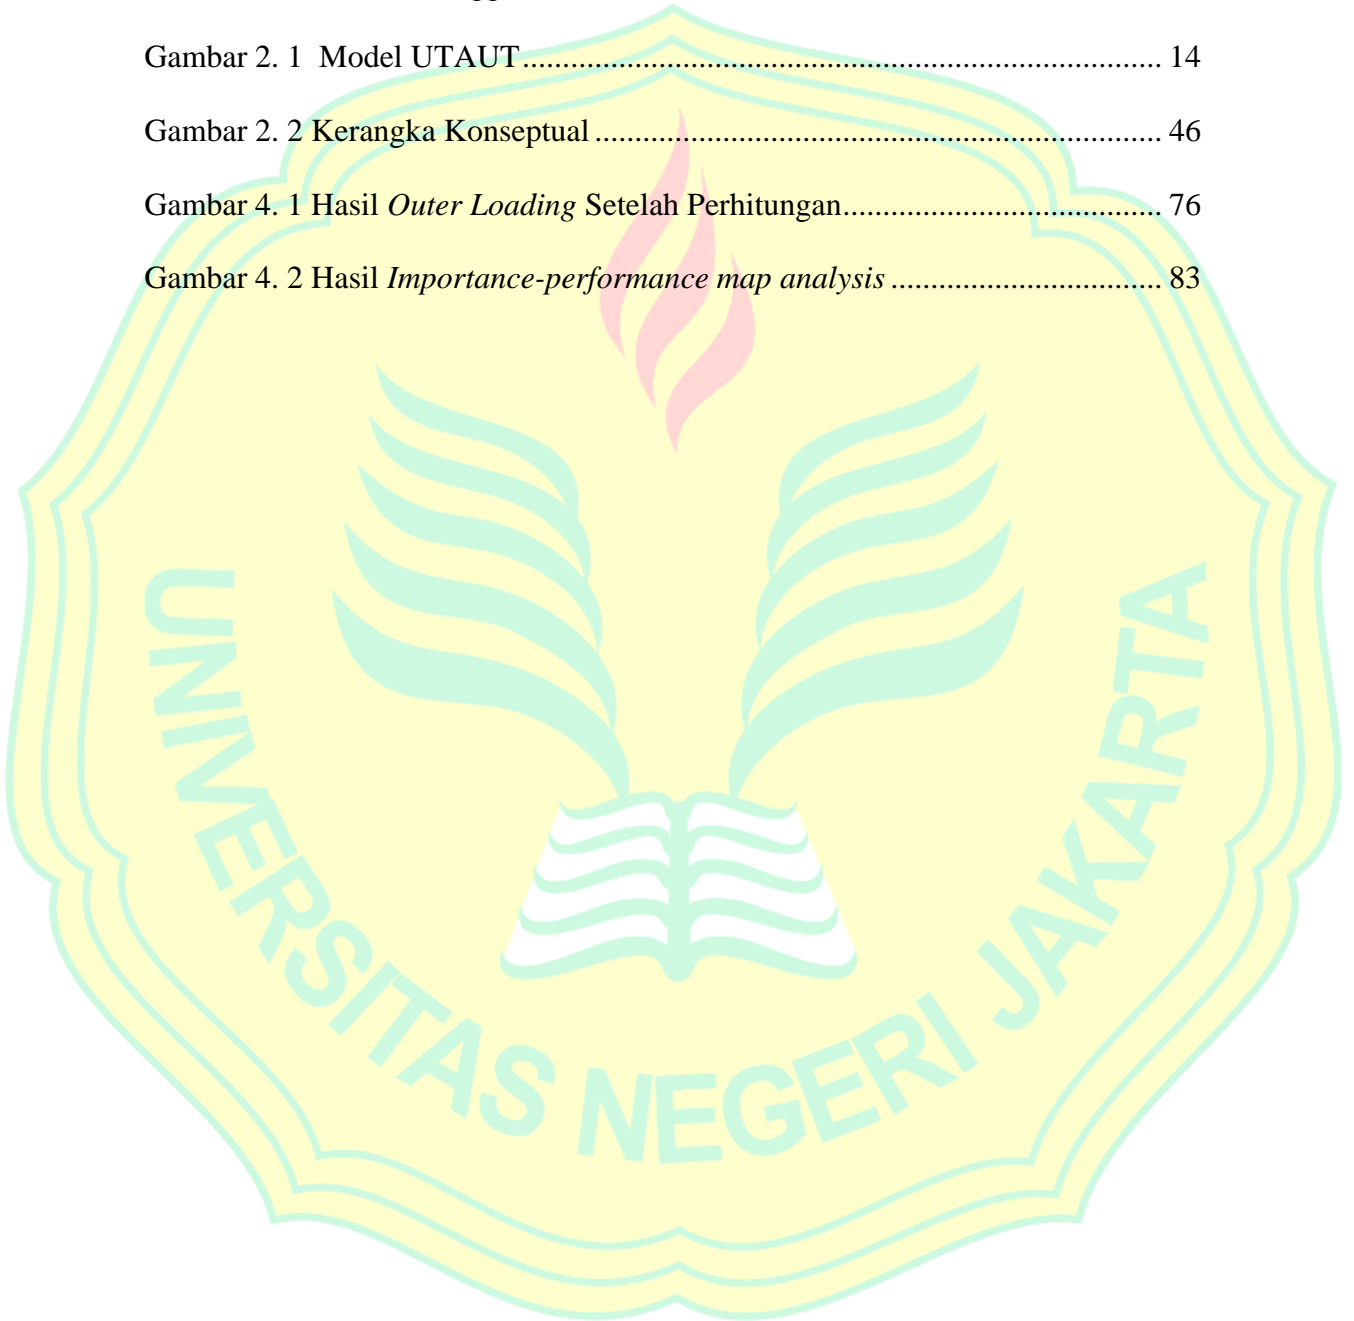 Gambar 2. 1  Model UTAUT ................................................................................ 14
Gambar 2. 2 Kerangka Konseptual ....................................................................... 46
Gambar 4. 1 Hasil Outer Loading Setelah Perhitungan........................................ 76
Gambar 4. 2 Hasil Importance-performance map analysis .................................. 83
UNIVERSITAS NEGERI JAKARTA